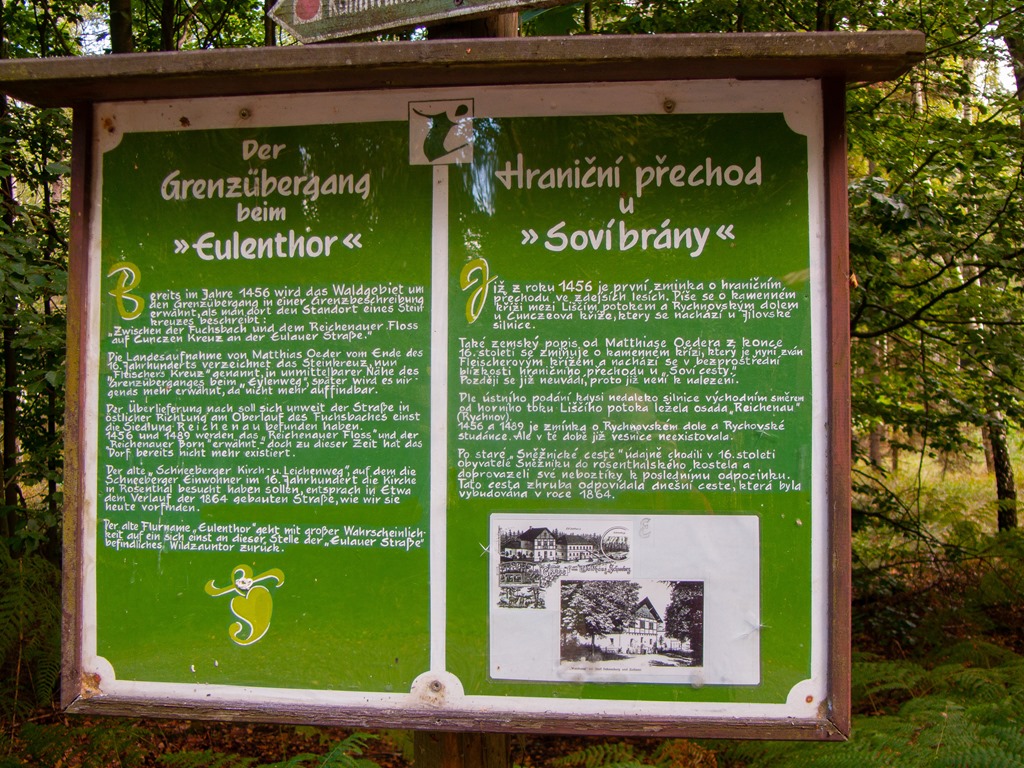 Der
Grenzübergang
beim
»Eulenthor«
Bereits im Jahre 1456 wird das Waldgebiet um
den Grenzübergang in einer Grenzbeschreibung
erwähnt, als man dort den Standort eines Stein
kreuzes beschreibt:
„Zwischen der Fuchsbach und dem Reichenauer Floss
auf Cunczen Kreuz an der Eulauer Straße."
Die Landesaufnahme von Matthias Oeder vom Ende des
16. Jahrhunderts verzeichnet das Steinkreuz, nun
"Fleischers Kreuz" genannt, in unmittelbarer Nähe des
Grenzüberganges beim „Eylenweg", später wird es nir-
genas mehr erwähnt, da nicht mehr auffindbar.
Der Überlieferung nach soll sich unweit der Straße in
östlicher Richtung am Oberlauf des Fuchsbaches einst
die Siedlung Reichenau befunden haben.
1456 und 1489 werden das „Reichenauer Floss" und der
„Reichenauer Born" erwähnt - doch zu dieser Zeit hat das
Dorf bereits nicht mehr existiert.
Der alte „Schneeberger Kirch- u. Leichenweg", auf dem die
Schneeberger Einwohner im 16. Jahrhundert die Kirche
in Rosenthal besucht haben sollen, entsprach in Etwa
dem Verlauf der 1864 gebauten Straße, wie wir sie
heute vorfinden.
Der alte Flurname „Eulenthor" geht mit großer Wahrscheinlich-
keit auf ein sich einst an dieser Stelle der „Eulauer Straße"
befindliches Wildzauntor zurück.
Hraniční přechod
u
»Soví brány«
Již z roku 1456 je první zmínka o hraničním
přechodu ve zdejších lesích. Píše se o kamenném
kříži mezi Liščím potokem a Rychnovým dolem
u Cunczeova kříže, který se nachází u Jílovské
silnice.
Také zemský popis od Matthiase Oedera z konce
16. století se zmiňuje o kamenném kříži, který je nyní zván
Fleischerovým křížem a nachází se v bezprostřední
blízkosti hraničního přechodu u „Soví cesty."
Později se již neuvádí, proto již není k nalezení.
Dle ústního podání kdysi nedaleko silnice východním směrem
od horního toku Liščího potoka ležela osada „Reichenau"
(Rychnov).
1456 a 1489 je zmínka o Rychnovském dole a Rychovské
studánce. Ale v té době již vesnice neexistovala.
Po staré „Sněžnické cestě" údajně chodili v 16. století
obyvatelé Sněžníku do rosenthalského kostela a
doprovázeli své nebožtíky k poslednímu odpočinku.
Tato cesta zhruba odpovídala dnešní cestě, která byla
vybudována v roce 1864.